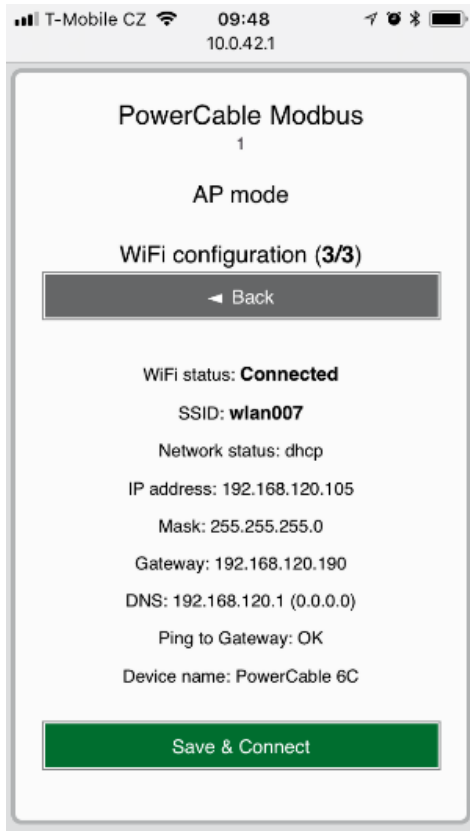 T-Mobile CZ 09:48
10.0.42.1
PowerCable Modbus
1
AP mode
WiFi configuration (3/3)
◄ Back
WiFi status: Connected
SSID: wlan007
Network status: dhcp
IP address: 192.168.120.105
Mask: 255.255.255.0
Gateway: 192.168.120.190
DNS: 192.168.120.1 (0.0.0.0)
Ping to Gateway: OK
Device name: PowerCable 6C
Save & Connect